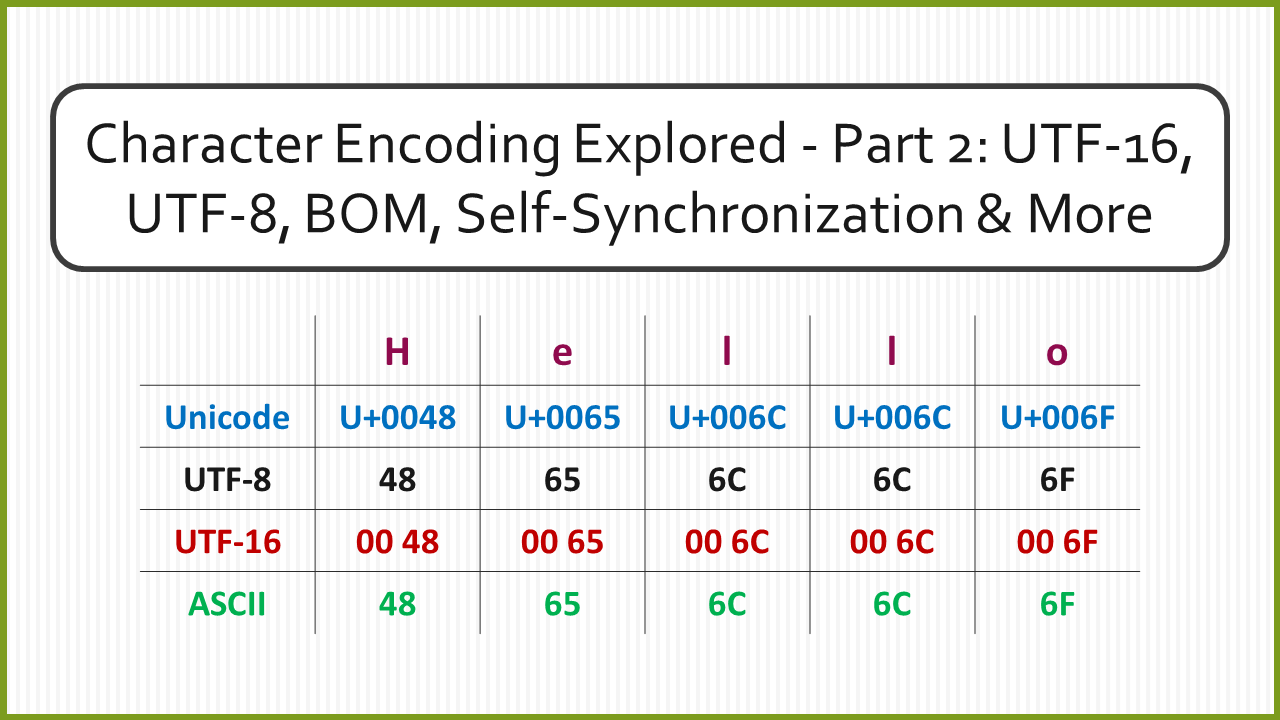 Character Encoding Explored - Part 2: UTF-16,
UTF-8, BOM, Self-Synchronization & More
H e l l o
Unicode U+0048 U+0065 U+006C U+006C U+006F
UTF-8 48 65 6C 6C 6F
UTF-16 00 48 00 65 00 6C 00 6C 00 6F
ASCII 48 65 6C 6C 6F